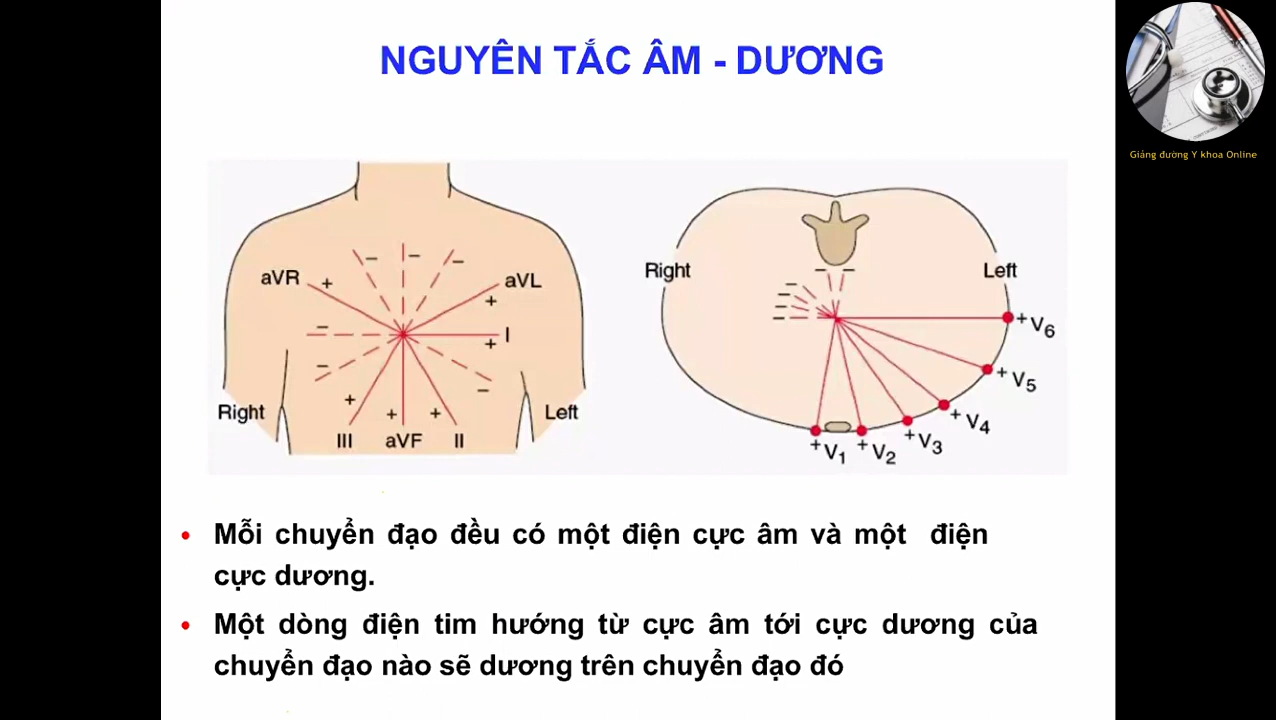 NGUYÊN TẮC ÂM - DƯƠNG
Giảng đường Y khoa Online
aVR + - - - aVL
+
- I
+
-
-
+ + +
Right Left
III aVF II
Right Left
- -
-
-
-
- + V6
+ V5
+ V4
+ V3
+ V1 + V2
• Mỗi chuyển đạo đều có một điện cực âm và một điện
cực dương.
• Một dòng điện tim hướng từ cực âm tới cực dương của
chuyển đạo nào sẽ dương trên chuyển đạo đó